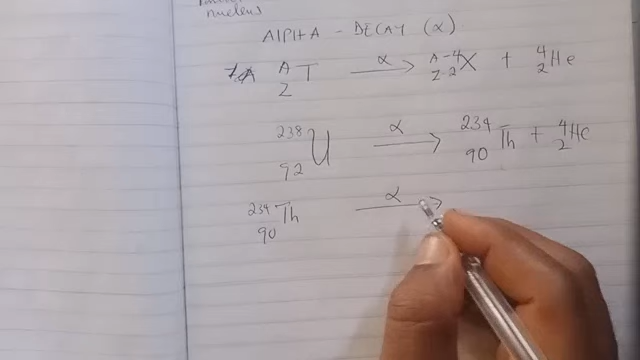 nucleus
ALPHA - DECAY (α)
A Z T α → A-4 Z-2 X + 4 2 He
238 92 U α → 234 90 Th + 4 2 He
234 90 Th α →